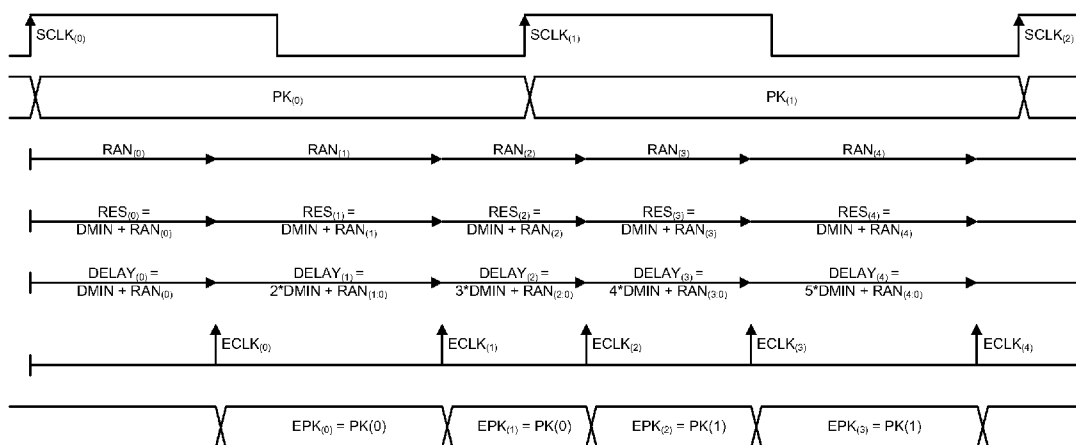 SCLK(0) SCLK(1) SCLK(2)
PK(0) PK(1)
RAN(0) RAN(1) RAN(2) RAN(3) RAN(4)
RES(0) = RES(1) = RES(2) = RES(3) = RES(4) =
DMIN + RAN(0) DMIN + RAN(1) DMIN + RAN(2) DMIN + RAN(3) DMIN + RAN(4)
DELAY(0) = DELAY(1) = DELAY(2) = DELAY(3) = DELAY(4) =
DMIN + RAN(0) 2*DMIN + RAN(1:0) 3*DMIN + RAN(2:0) 4*DMIN + RAN(3:0) 5*DMIN + RAN(4:0)
ECLK(0) ECLK(1) ECLK(2) ECLK(3) ECLK(4)
EPK(0) = PK(0) EPK(1) = PK(0) EPK(2) = PK(1) EPK(3) = PK(1)